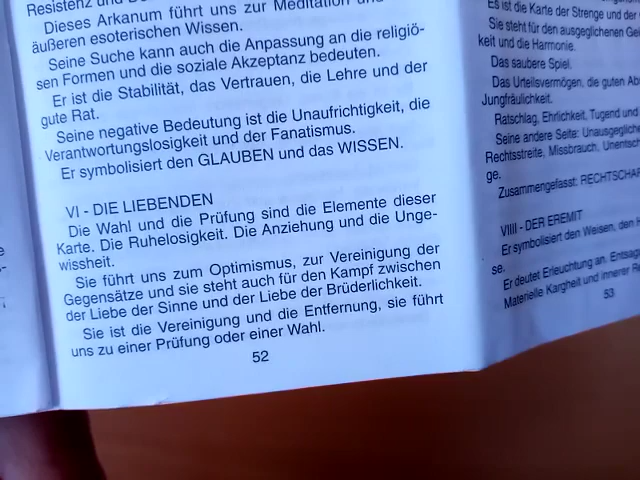 Resistenz und
Dieses Arkanum führt uns zur Meditation und
äußeren esoterischen Wissen.
Seine Suche kann auch die Anpassung an die religiö-
sen Formen und die soziale Akzeptanz bedeuten.
Er ist die Stabilität, das Vertrauen, die Lehre und der
gute Rat.
Seine negative Bedeutung ist die Unaufrichtigkeit, die
Verantwortungslosigkeit und der Fanatismus.
Er symbolisiert den GLAUBEN und das WISSEN.
VI - DIE LIEBENDEN
Die Wahl und die Prüfung sind die Elemente dieser
Karte. Die Ruhelosigkeit. Die Anziehung und die Unge-
wissheit.
Sie führt uns zum Optimismus, zur Vereinigung der
Gegensätze und sie steht auch für den Kampf zwischen
der Liebe der Sinne und der Liebe der Brüderlichkeit.
Sie ist die Vereinigung und die Entfernung, sie führt
uns zu einer Prüfung oder einer Wahl.
52
Es ist die Karte der Strenge und der
Sie steht für den ausgeglichenen
keit und die Harmonie.
Das saubere Spiel.
Das Urteilsvermögen, die guten
Jungfräulichkeit.
Ratschlag, Ehrlichkeit, Tugend und
Seine andere Seite:
Rechtsstreite, Missbrauch,
ge.
Zusammengefasst:
VIIII - DER EREMIT
Er symbolisiert den Weisen, den
se.
Er deutet Erleuchtung an.
Materielle Kargheit und innerer
53